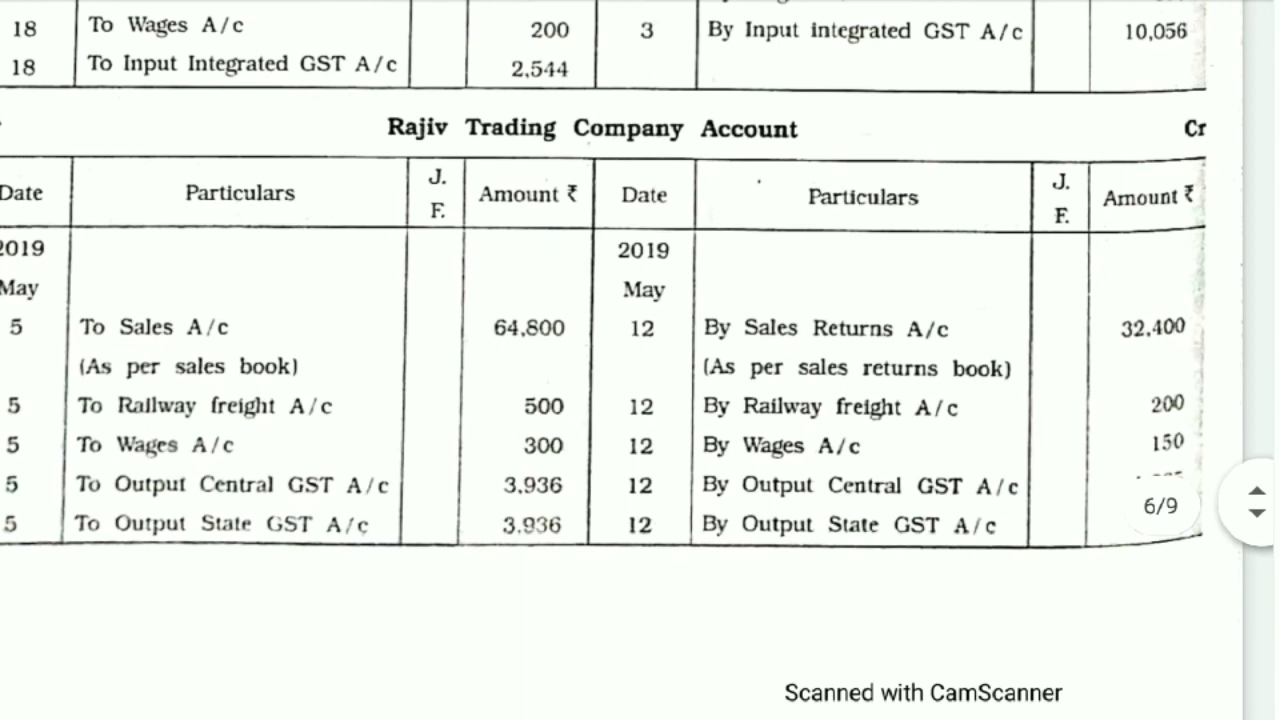 18 To Wages A/c 200 3 By Input integrated GST A/c 10,056
18 To Input Integrated GST A/c 2,544
Rajiv Trading Company Account Cr
Date Particulars J. F. Amount ₹ Date Particulars J. F. Amount ₹
2019 2019
May May
5 To Sales A/c 64,800 12 By Sales Returns A/c 32,400
(As per sales book) (As per sales returns book)
5 To Railway freight A/c 500 12 By Railway freight A/c 200
5 To Wages A/c 300 12 By Wages A/c 150
5 To Output Central GST A/c 3,936 12 By Output Central GST A/c
5 To Output State GST A/c 3,936 12 By Output State GST A/c
6/9
Scanned with CamScanner